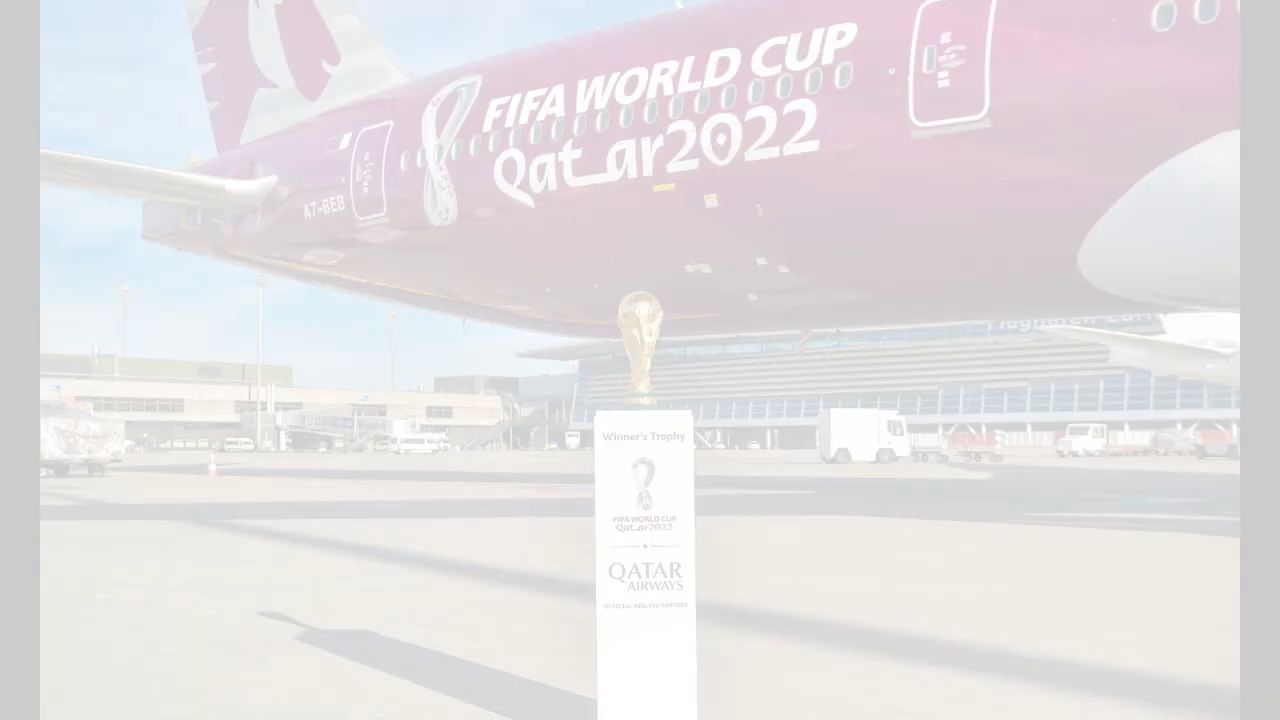 FIFA WORLD CUP
Qatar2022
A7-BEB
Winner's Trophy
FIFA WORLD CUP
Qatar2022
QATAR
AIRWAYS
OFFICIAL AIRLINE PARTNER